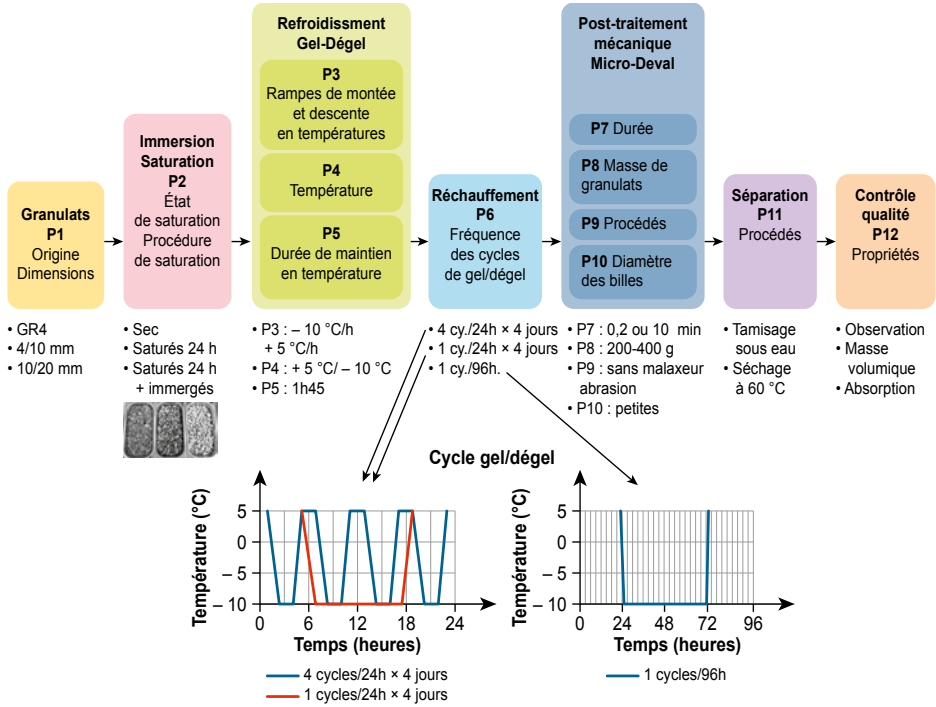 Granulats
P1
Origine
Dimensions
• GR4
• 4/10 mm
• 10/20 mm
Immersion
Saturation
P2
État
de saturation
Procédure
de saturation
• Sec
• Saturés 24 h
• Saturés 24 h
+ immergés
Refroidissment
Gel-Dégel
P3
Rampes de montée
et descente
en températures
P4
Température
P5
Durée de maintien
en température
• P3 : – 10 °C/h
+ 5 °C/h
• P4 : + 5 °C/ – 10 °C
• P5 : 1h45
Réchauffement
P6
Fréquence
des cycles
de gel/dégel
• 4 cy./24h × 4 jours
• 1 cy./24h × 4 jours
• 1 cy./96h.
Post-traitement
mécanique
Micro-Deval
P7 Durée
P8 Masse de
granulats
P9 Procédés
P10 Diamètre
des billes
• P7 : 0,2 ou 10 min
• P8 : 200-400 g
• P9 : sans malaxeur
abrasion
• P10 : petites
Séparation
P11
Procédés
• Tamisage
sous eau
• Séchage
à 60 °C
Contrôle
qualité
P12
Propriétés
• Observation
• Masse
volumique
• Absorption
Cycle gel/dégel
Température (°C)
5
0
– 5
– 10
0 6 12 18 24
Temps (heures)
4 cycles/24h × 4 jours
1 cycles/24h × 4 jours
Température (°C)
5
0
– 5
– 10
0 24 48 72 96
Temps (heures)
1 cycles/96h